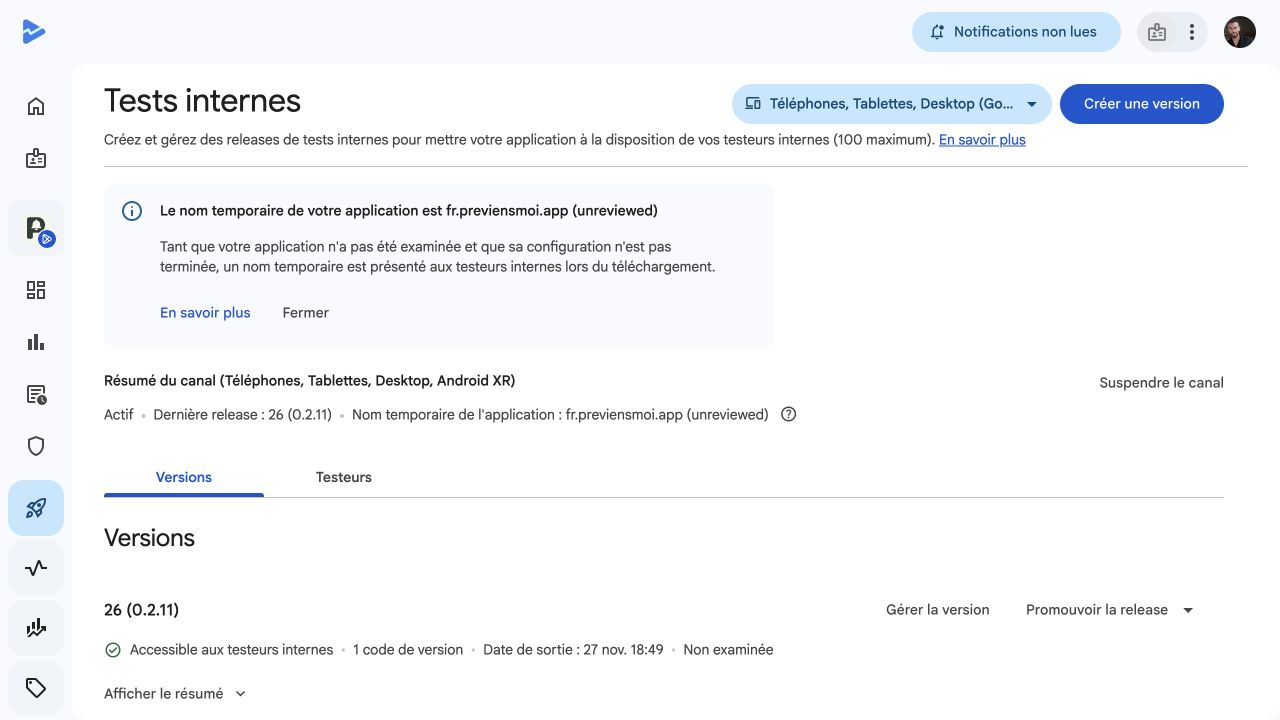 Notifications non lues
Tests internes
Téléphones, Tablettes, Desktop (Go...
Créer une version
Créez et gérez des releases de tests internes pour mettre votre application à la disposition de vos testeurs internes (100 maximum). En savoir plus
Le nom temporaire de votre application est fr.previensmoi.app (unreviewed)
Tant que votre application n'a pas été examinée et que sa configuration n'est pas
terminée, un nom temporaire est présenté aux testeurs internes lors du téléchargement.
En savoir plus
Fermer
Résumé du canal (Téléphones, Tablettes, Desktop, Android XR)
Suspendre le canal
Actif • Dernière release : 26 (0.2.11) • Nom temporaire de l'application : fr.previensmoi.app (unreviewed)
Versions
Testeurs
Versions
26 (0.2.11)
Gérer la version
Promouvoir la release
Accessible aux testeurs internes • 1 code de version • Date de sortie : 27 nov. 18:49 • Non examinée
Afficher le résumé